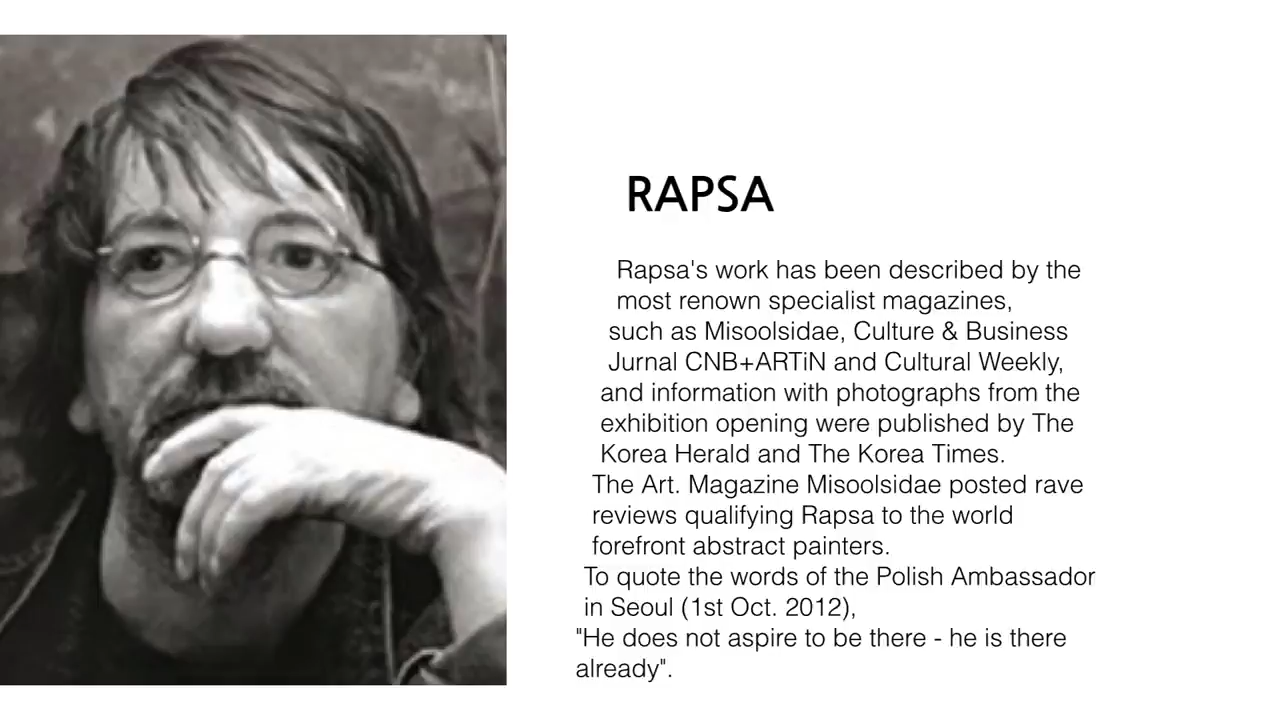 RAPSA
Rapsa's work has been described by the
most renown specialist magazines,
such as Misoolsidae, Culture & Business
Jurnal CNB+ARTiN and Cultural Weekly,
and information with photographs from the
exhibition opening were published by The
Korea Herald and The Korea Times.
The Art. Magazine Misoolsidae posted rave
reviews qualifying Rapsa to the world
forefront abstract painters.
To quote the words of the Polish Ambassador
in Seoul (1st Oct. 2012),
"He does not aspire to be there - he is there
already".